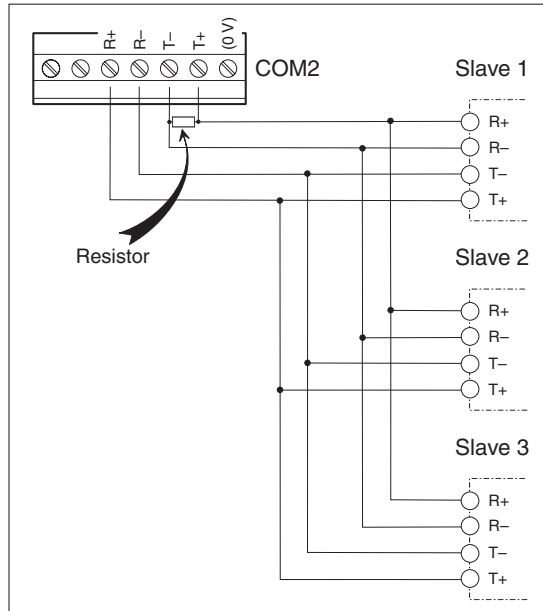 R+ R– T– T+ (0 V)
COM2
Resistor
Slave 1
R+
R–
T–
T+
Slave 2
R+
R–
T–
T+
Slave 3
R+
R–
T–
T+